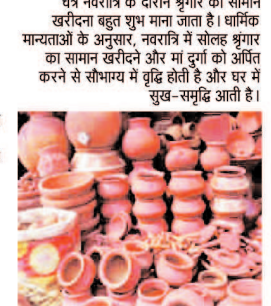 चैत्र नवरात्रि के दौरान श्रृंगार का सामान
खरीदना बहुत शुभ माना जाता है। धार्मिक
मान्यताओं के अनुसार, नवरात्रि में सोलह श्रृंगार
का सामान खरीदने और मां दुर्गा को अर्पित
करने से सौभाग्य में वृद्धि होती है और घर में
सुख-समृद्धि आती है।